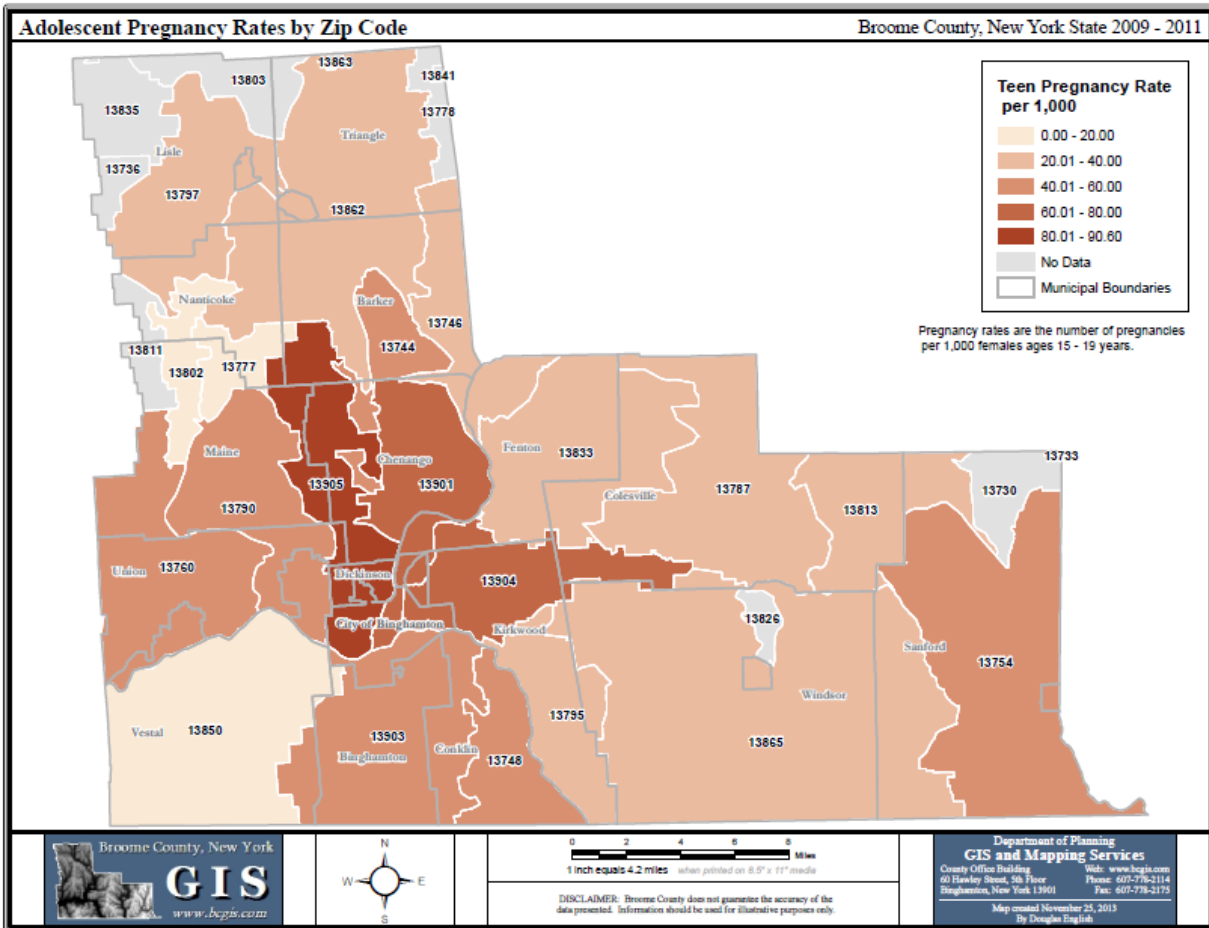 Adolescent Pregnancy Rates by Zip Code
Broome County, New York State 2009 - 2011
Teen Pregnancy Rate
per 1,000
0.00 - 20.00
20.01 - 40.00
40.01 - 60.00
60.01 - 80.00
80.01 - 90.60
No Data
Municipal Boundaries
Pregnancy rates are the number of pregnancies
per 1,000 females ages 15 - 19 years.
13863
13803
13841
13835
13778
Triangle
Lisle
13736
13797
13862
Nanticoke
Barker
13746
13744
13811
13802
13777
Maine
Fenton
13833
Chenango
13733
13905
13901
13787
13730
Colesville
13790
13813
Union
13760
Dickinson
13904
City of Binghamton
Kirkwood
13826
Sanford
13754
Windsor
13795
Vestal
13850
13903
13865
Binghamton
Conklin
13748
Broome County, New York
GIS
www.bcgis.com
N
W
E
S
0 2 4 6 8
Miles
1 inch equals 4.2 miles when printed on 8.5" x 11" media
DISCLAIMER: Broome County does not guarantee the accuracy of the
data presented. Information should be used for illustrative purposes only.
Department of Planning
GIS and Mapping Services
County Office Building Web: www.bcgis.com
60 Hawley Street, 5th Floor Phone: 607-778-2114
Binghamton, New York 13901 Fax: 607-778-2175
Map created November 25, 2013
By Douglas English